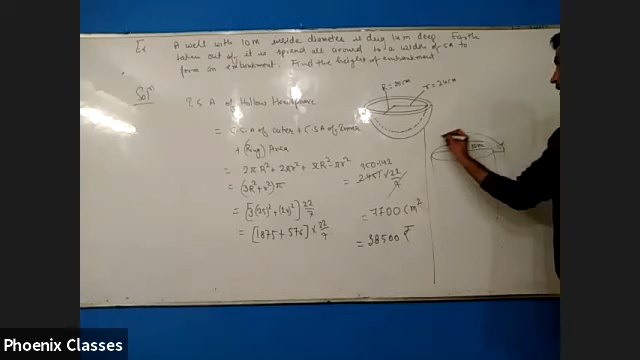 Ex A well with 10m inside diameter is dug 14m deep. Earth
taken out of it is spread all around to a width of 5m to
form an embankment. Find the height of embankment.
Sol^n T.S.A of Hollow Hemisphere
= C.S.A of outer + C.S.A of inner
+ (Ring) Area
= 2πR² + 2πr² + πR² - πr²
= (3R² + r²)π
= [3(25)² + (24)²] 22/7
= [1875 + 576] × 22/7
R = 25cm
r = 24cm
350.142
= 2451 × 22/7
= 7700 cm²
= 38500 ₹
10m
Phoenix Classes